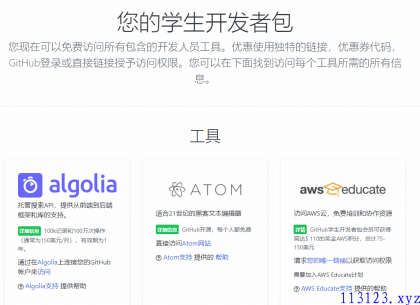 您的学生开发者包
您现在可以免费访问所有包含的开发人员工具。优惠使用独特的链接，优惠券代码，
GitHub登录或直接链接授予访问权限。您可以在下面找到访问每个工具所需的所有信
息。
工具
algolia
托管搜索API，提供从前端到后端
框架和库的支持。
详细信息 100k记录和100万次操作
（通常为150美元/月），有效期为1
年。
通过在Algolia上连接您的GitHub
帐户来访问
Algolia支持 提供帮助
ATOM
适合21世纪的黑客文本编辑器
详细信息 GitHub开源，每个人都免费
直接访问Atom网站
Atom支持 提供的 帮助
aws educate
访问AWS云，免费培训和协作资源
详情 GitHub学生开发者包会员可获得
高达$ 110的奖金AWS积分，总计75-
150美元
请求您的唯一链接以获取访问权限
需要加入AWS Educate计划
AWS Educate支持 提供的 帮助
113123.xyz